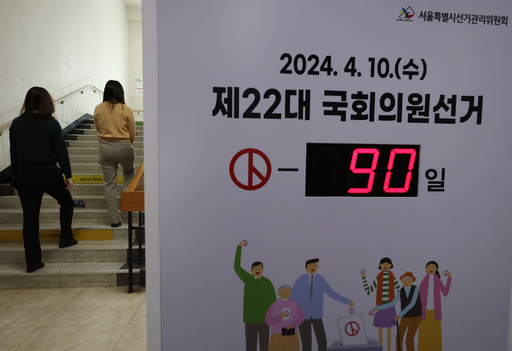 서울특별시선거관리위원회
2024. 4. 10.(수)
제22대 국회의원선거
- 90 일